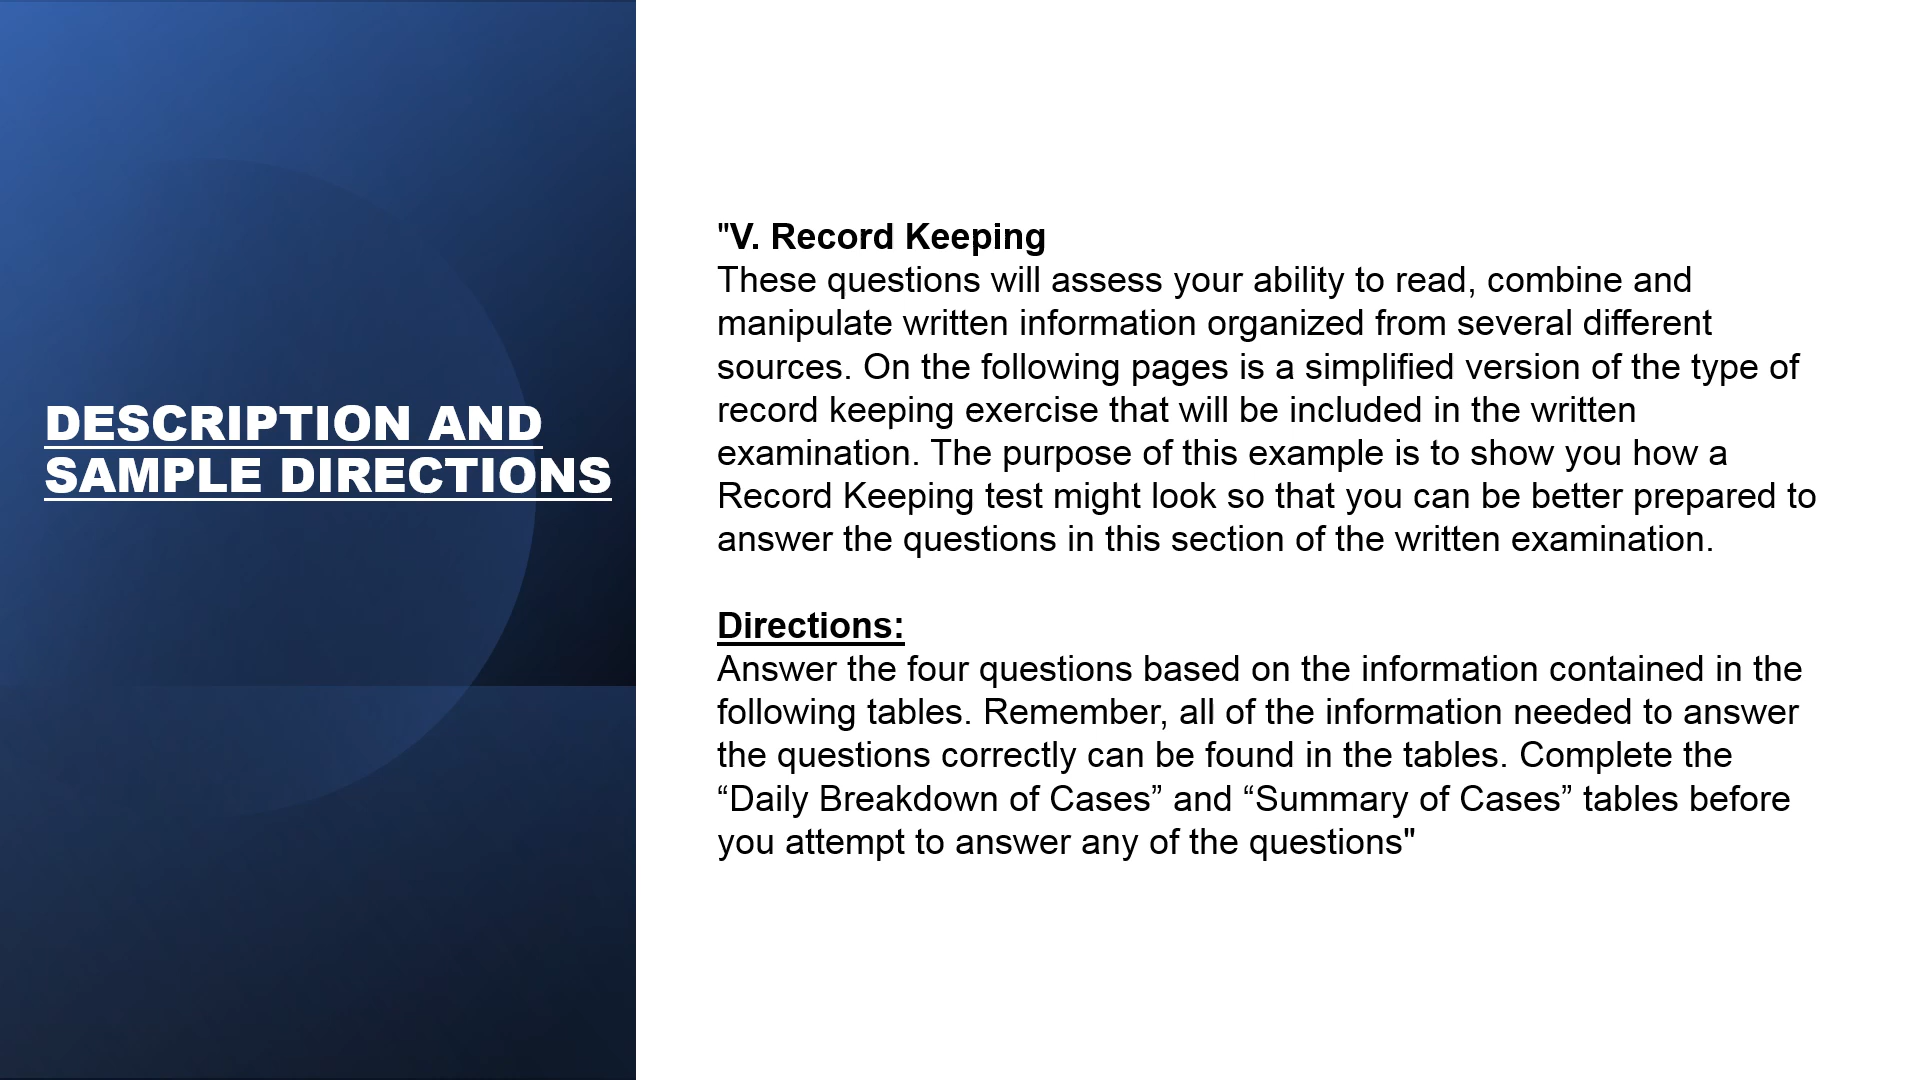 DESCRIPTION AND
SAMPLE DIRECTIONS
"V. Record Keeping
These questions will assess your ability to read, combine and
manipulate written information organized from several different
sources. On the following pages is a simplified version of the type of
record keeping exercise that will be included in the written
examination. The purpose of this example is to show you how a
Record Keeping test might look so that you can be better prepared to
answer the questions in this section of the written examination.
Directions:
Answer the four questions based on the information contained in the
following tables. Remember, all of the information needed to answer
the questions correctly can be found in the tables. Complete the
“Daily Breakdown of Cases” and “Summary of Cases” tables before
you attempt to answer any of the questions"